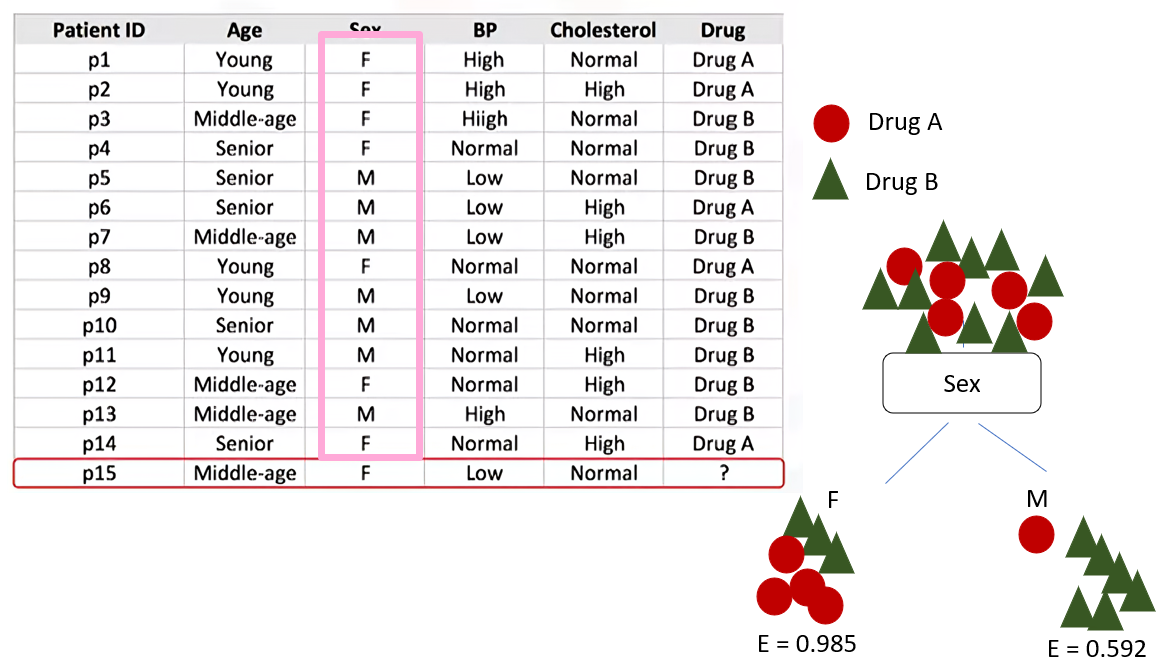 Patient ID Age Sex BP Cholesterol Drug
p1 Young F High Normal Drug A
p2 Young F High High Drug A
p3 Middle-age F Hiigh Normal Drug B
p4 Senior F Normal Normal Drug B
p5 Senior M Low Normal Drug B
p6 Senior M Low High Drug A
p7 Middle-age M Low High Drug B
p8 Young F Normal Normal Drug A
p9 Young M Low Normal Drug B
p10 Senior M Normal Normal Drug B
p11 Young M Normal High Drug B
p12 Middle-age F Normal High Drug B
p13 Middle-age M High Normal Drug B
p14 Senior F Normal High Drug A
p15 Middle-age F Low Normal ?
Drug A
Drug B
Sex
F
M
E = 0.985
E = 0.592